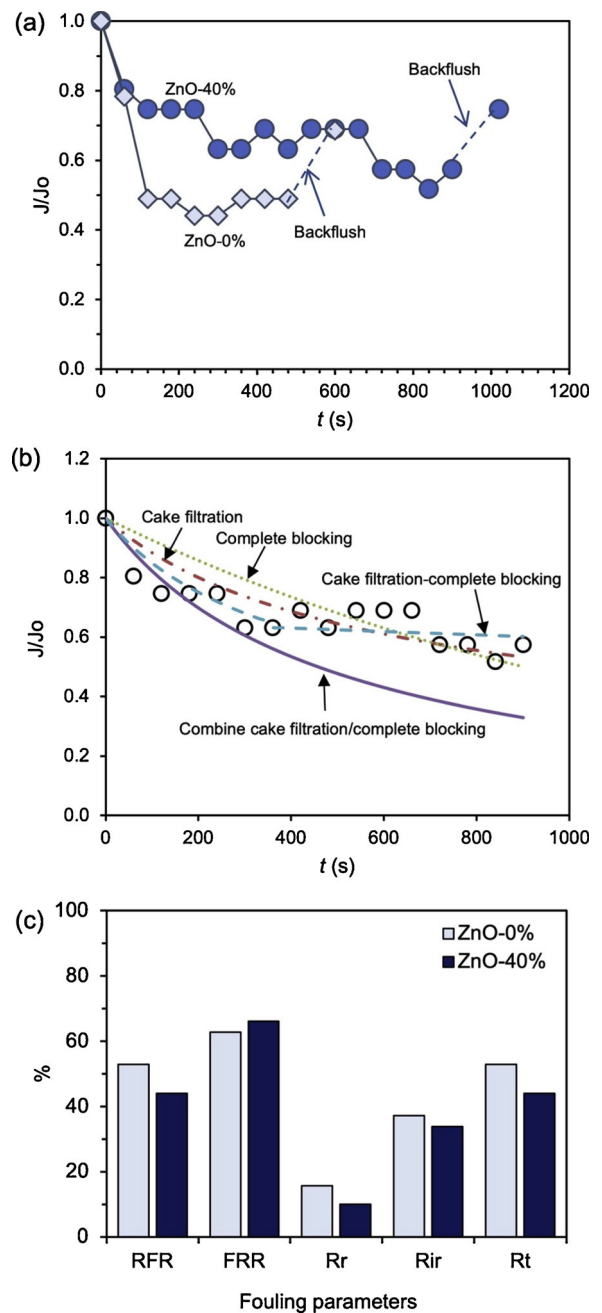 (a)
1.0
0.8
0.6
0.4
0.2
0.0
J/Jo
ZnO-40%
Backflush
Backflush
ZnO-0%
0 200 400 600 800 1000 1200
t (s)
(b)
1.2
1.0
0.8
0.6
0.4
0.2
0.0
J/Jo
Cake filtration
Complete blocking
Cake filtration-complete blocking
Combine cake filtration/complete blocking
0 200 400 600 800 1000
t (s)
(c)
100
80
60
40
20
0
%
ZnO-0%
ZnO-40%
RFR FRR Rr Rir Rt
Fouling parameters